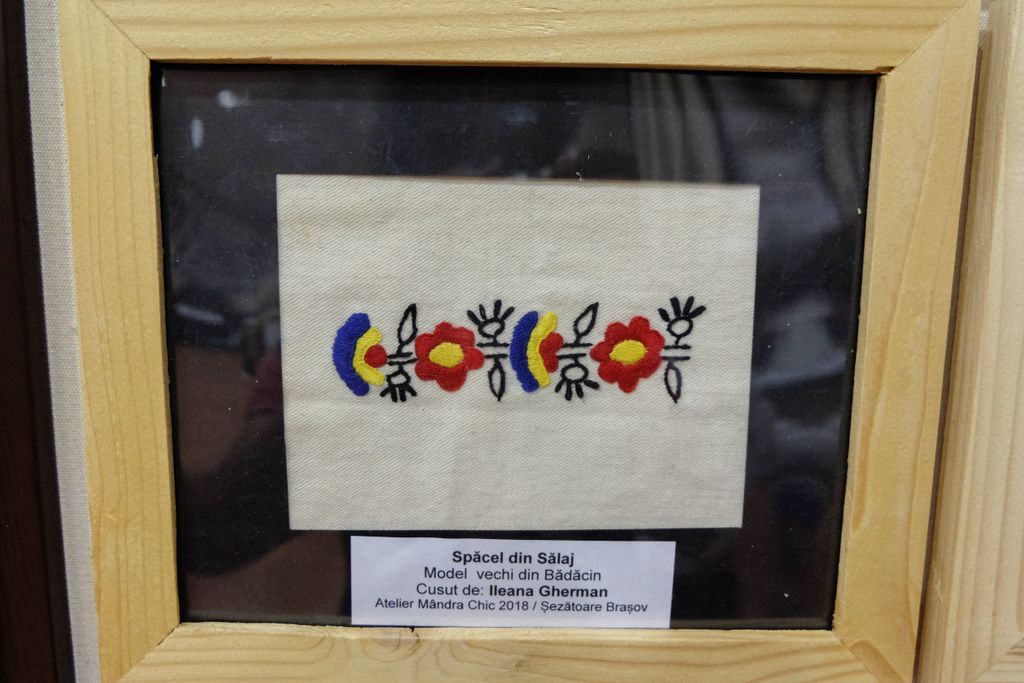 Spăcel din Sălaj
Model vechi din Bădăcin
Cusut de: Ileana Gherman
Atelier Mândra Chic 2018 / Șezătoare Brașov